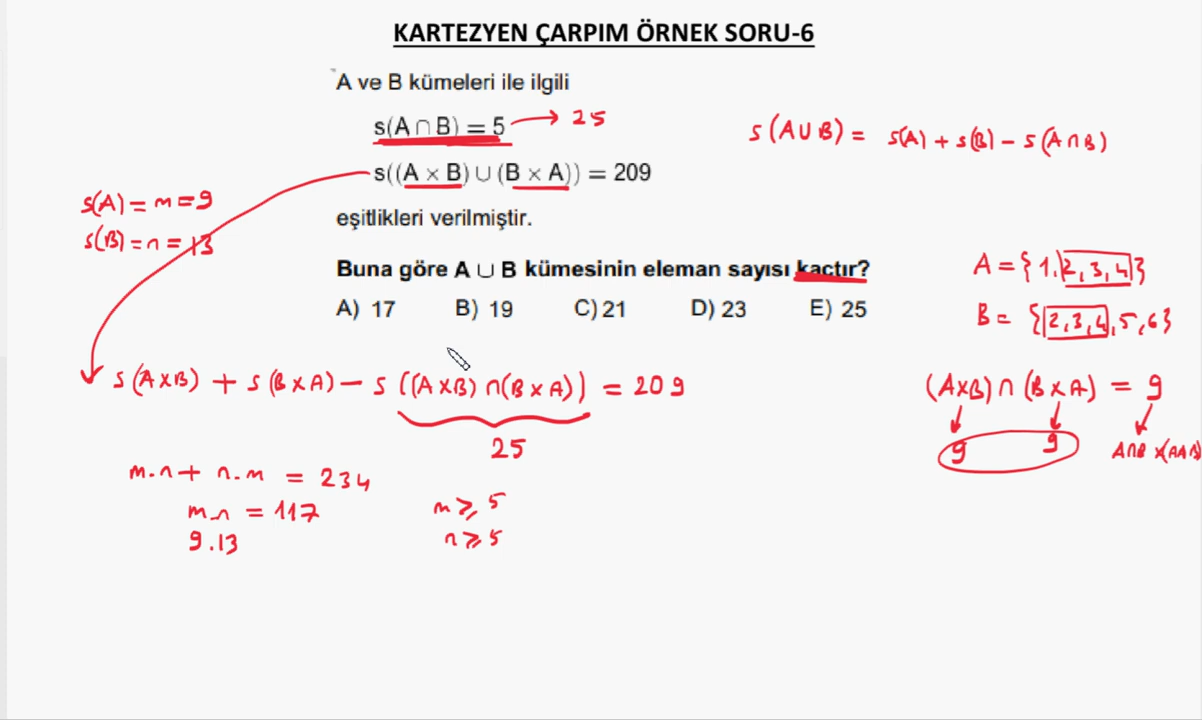 KARTEZYEN ÇARPIM ÖRNEK SORU-6
A ve B kümeleri ile ilgili
s(A ∩ B) = 5 → 25
s(A∪B) = s(A) + s(B) - s(A∩B)
s((A × B) ∪ (B × A)) = 209
s(A) = m = 9
s(B) = n = 13
eşitlikleri verilmiştir.
Buna göre A ∪ B kümesinin eleman sayısı kaçtır?
A) 17 B) 19 C) 21 D) 23 E) 25
A = {1,2,3,4}
B = {2,3,4,5,6}
s(A×B) + s(B×A) - s((A×B)∩(B×A)) = 209
25
(A×B)∩(B×A) = 9
9 9 A∩B x(A∩B)
m.n + n.m = 234
m.n = 117
9.13
m ≥ 5
n ≥ 5